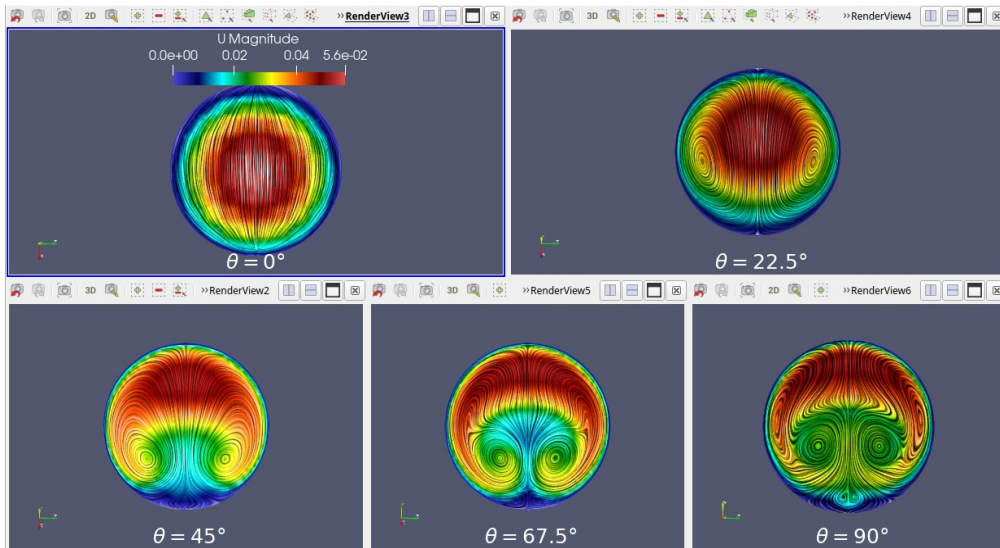 2D »RenderView3
3D »RenderView4
U Magnitude
0.0e+00 0.02 0.04 5.6e-02
θ = 0°
θ = 22.5°
3D »RenderView2
3D »RenderView5
2D »RenderView6
θ = 45°
θ = 67.5°
θ = 90°